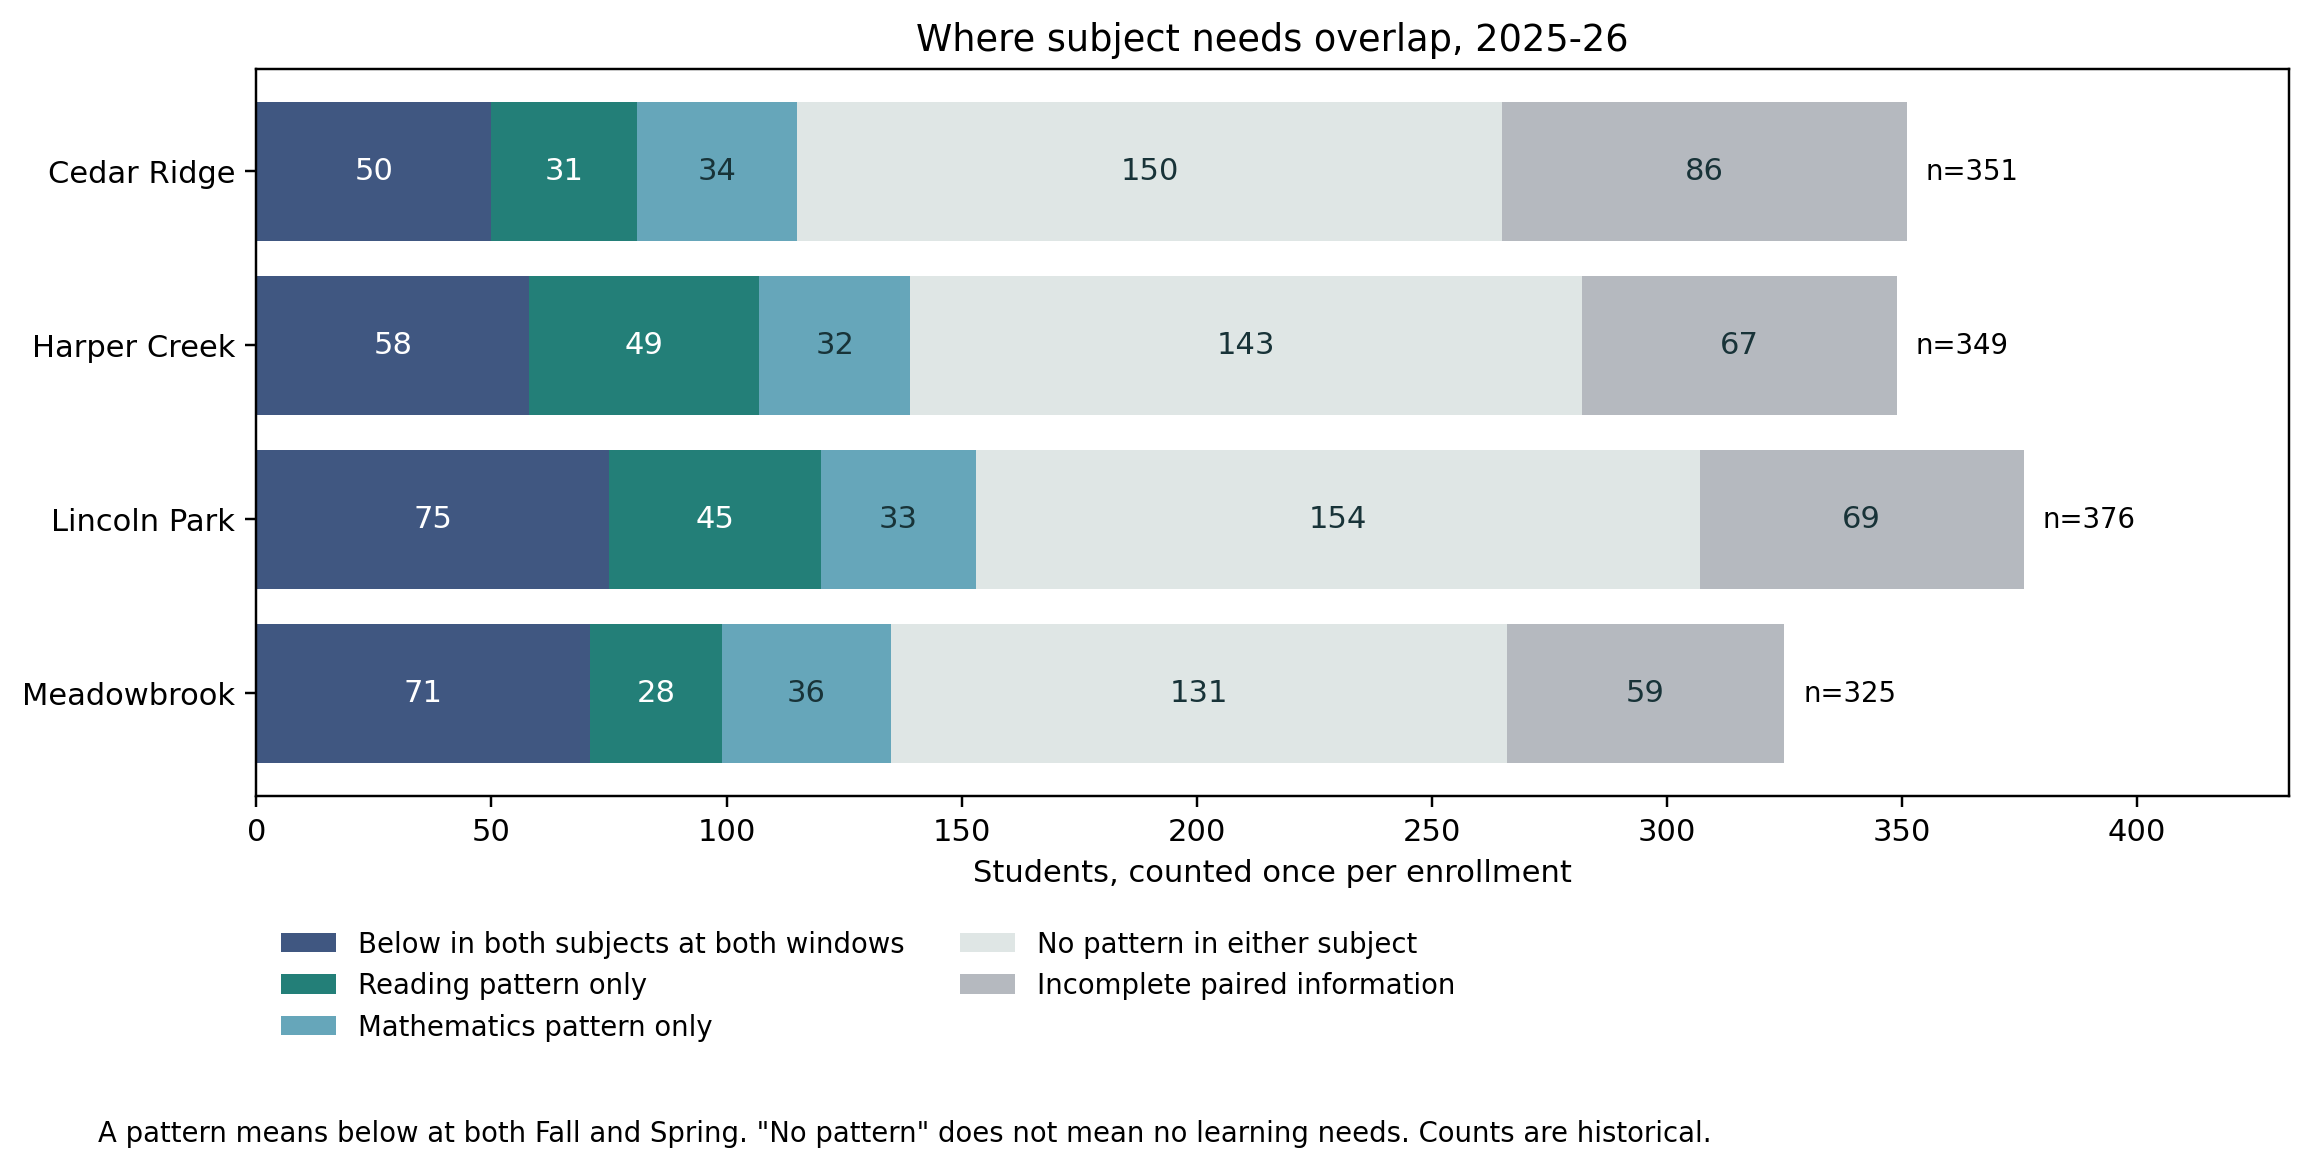 Where subject needs overlap, 2025-26
Cedar Ridge 50 31 34 150 86 n=351
Harper Creek 58 49 32 143 67 n=349
Lincoln Park 75 45 33 154 69 n=376
Meadowbrook 71 28 36 131 59 n=325
0 50 100 150 200 250 300 350 400
Students, counted once per enrollment
Below in both subjects at both windows
Reading pattern only
Mathematics pattern only
No pattern in either subject
Incomplete paired information
A pattern means below at both Fall and Spring. "No pattern" does not mean no learning needs. Counts are historical.